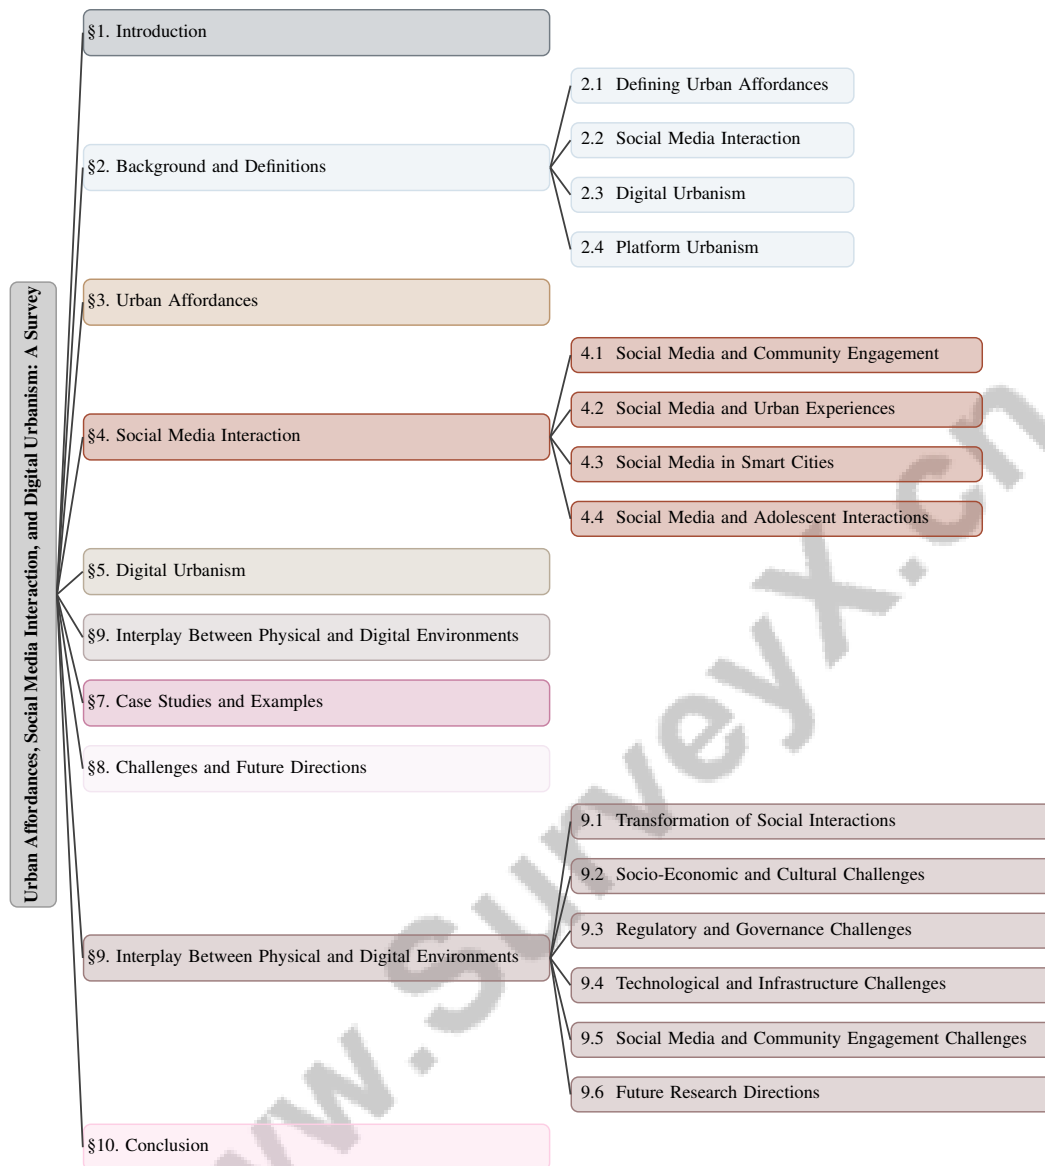 Urban Affordances, Social Media Interaction, and Digital Urbanism: A Survey
§1. Introduction
§2. Background and Definitions
2.1 Defining Urban Affordances
2.2 Social Media Interaction
2.3 Digital Urbanism
2.4 Platform Urbanism
§3. Urban Affordances
§4. Social Media Interaction
4.1 Social Media and Community Engagement
4.2 Social Media and Urban Experiences
4.3 Social Media in Smart Cities
4.4 Social Media and Adolescent Interactions
§5. Digital Urbanism
§9. Interplay Between Physical and Digital Environments
§7. Case Studies and Examples
§8. Challenges and Future Directions
§9. Interplay Between Physical and Digital Environments
9.1 Transformation of Social Interactions
9.2 Socio-Economic and Cultural Challenges
9.3 Regulatory and Governance Challenges
9.4 Technological and Infrastructure Challenges
9.5 Social Media and Community Engagement Challenges
9.6 Future Research Directions
§10. Conclusion
www.SurveyX.cn